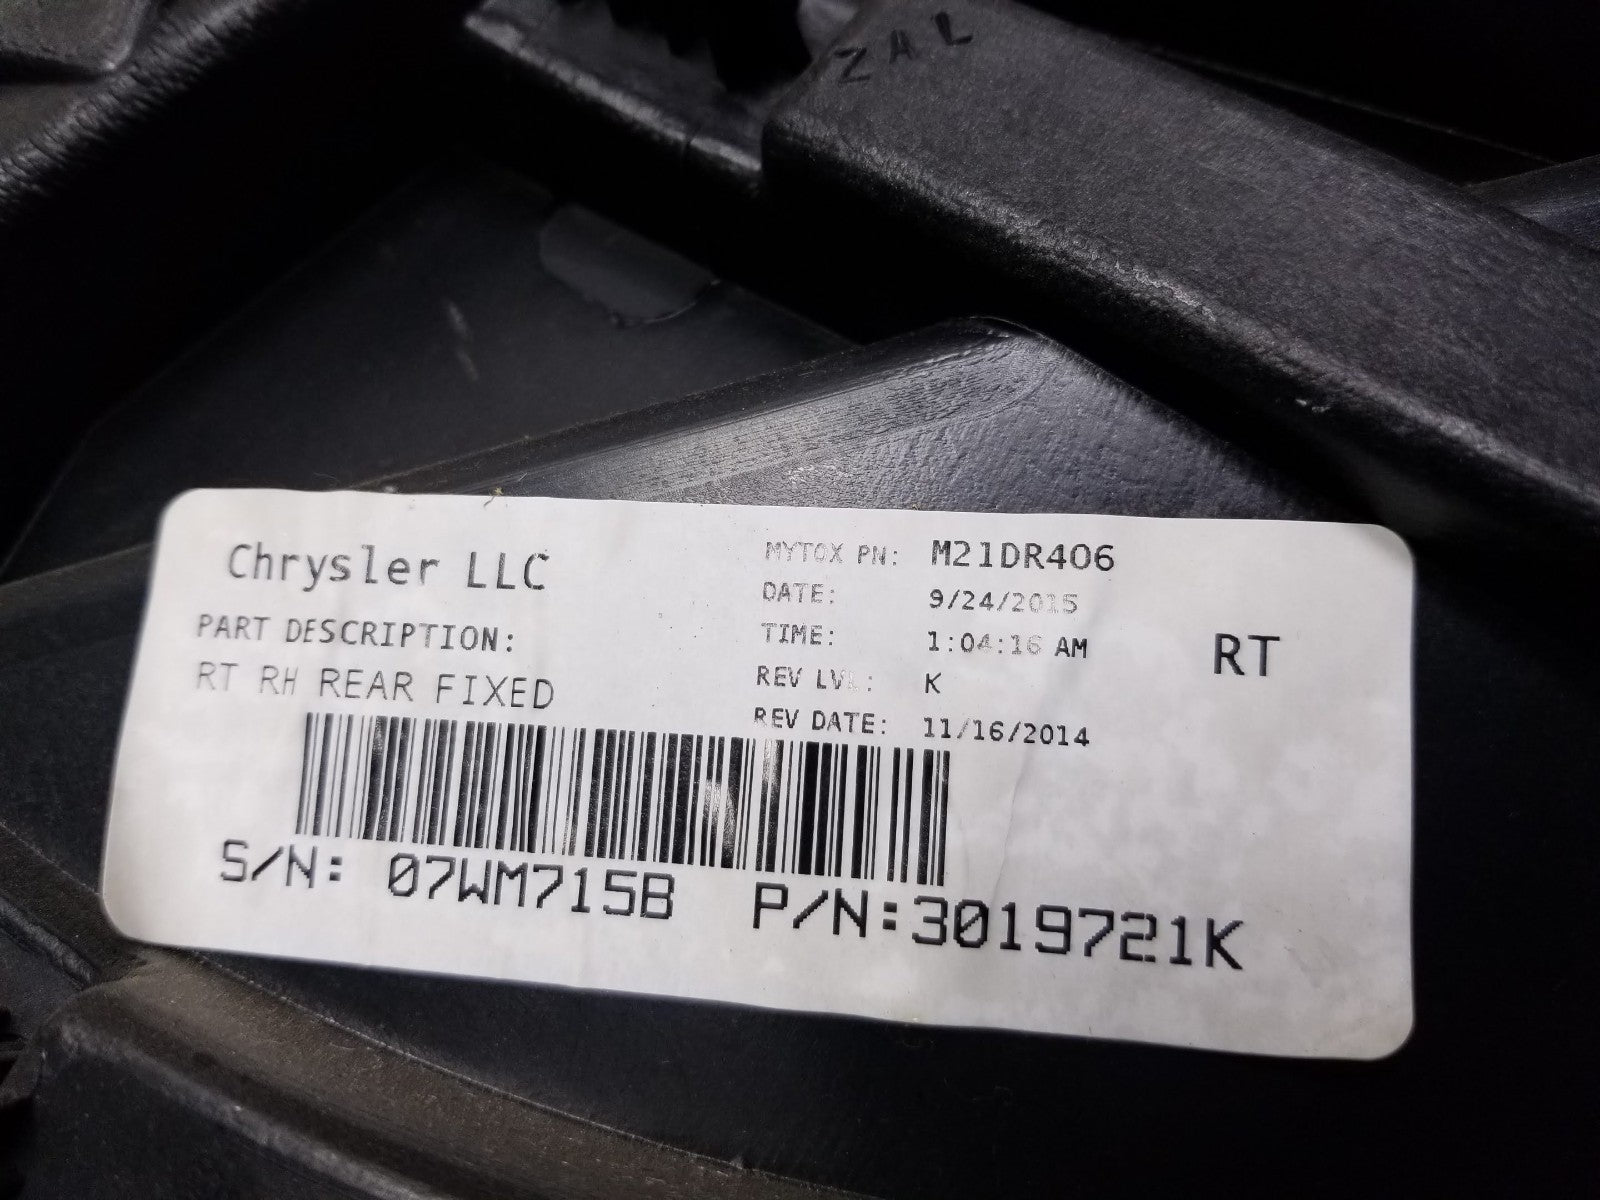 ZAL
Chrysler LLC
PART DESCRIPTION:
RT RH REAR FIXED
MYTOX PN: M21DR406
DATE: 9/24/2015
TIME: 1:04:16 AM
REV LVL: K
REV DATE: 11/16/2014
RT
S/N: 07WM715B P/N:3019721K